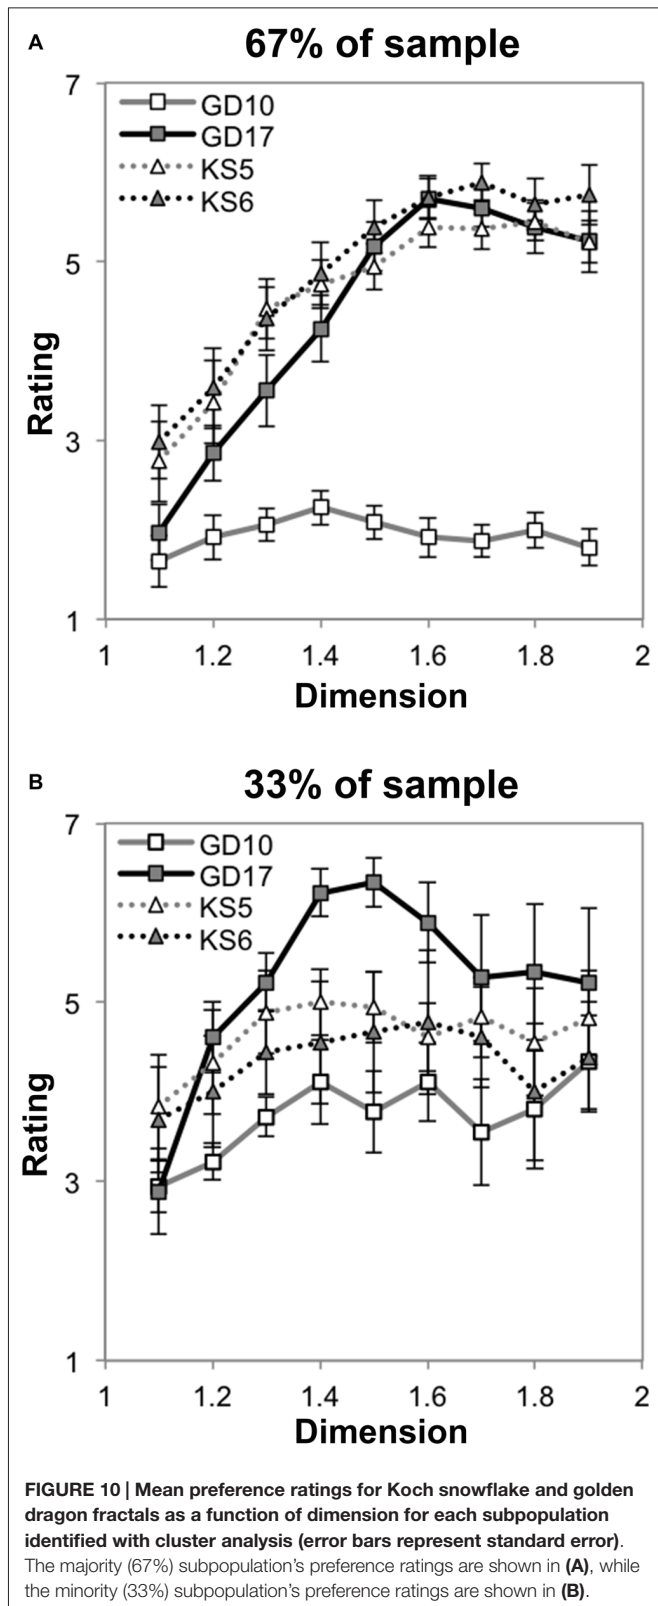 A
67% of sample
7
GD10
GD17
KS5
KS6
5
Rating
3
1
1
1.2
1.4
1.6
1.8
2
Dimension
B
33% of sample
7
GD10
GD17
KS5
KS6
5
Rating
3
1
1
1.2
1.4
1.6
1.8
2
Dimension
FIGURE 10 | Mean preference ratings for Koch snowflake and golden
dragon fractals as a function of dimension for each subpopulation
identified with cluster analysis (error bars represent standard error).
The majority (67%) subpopulation's preference ratings are shown in (A), while
the minority (33%) subpopulation's preference ratings are shown in (B).